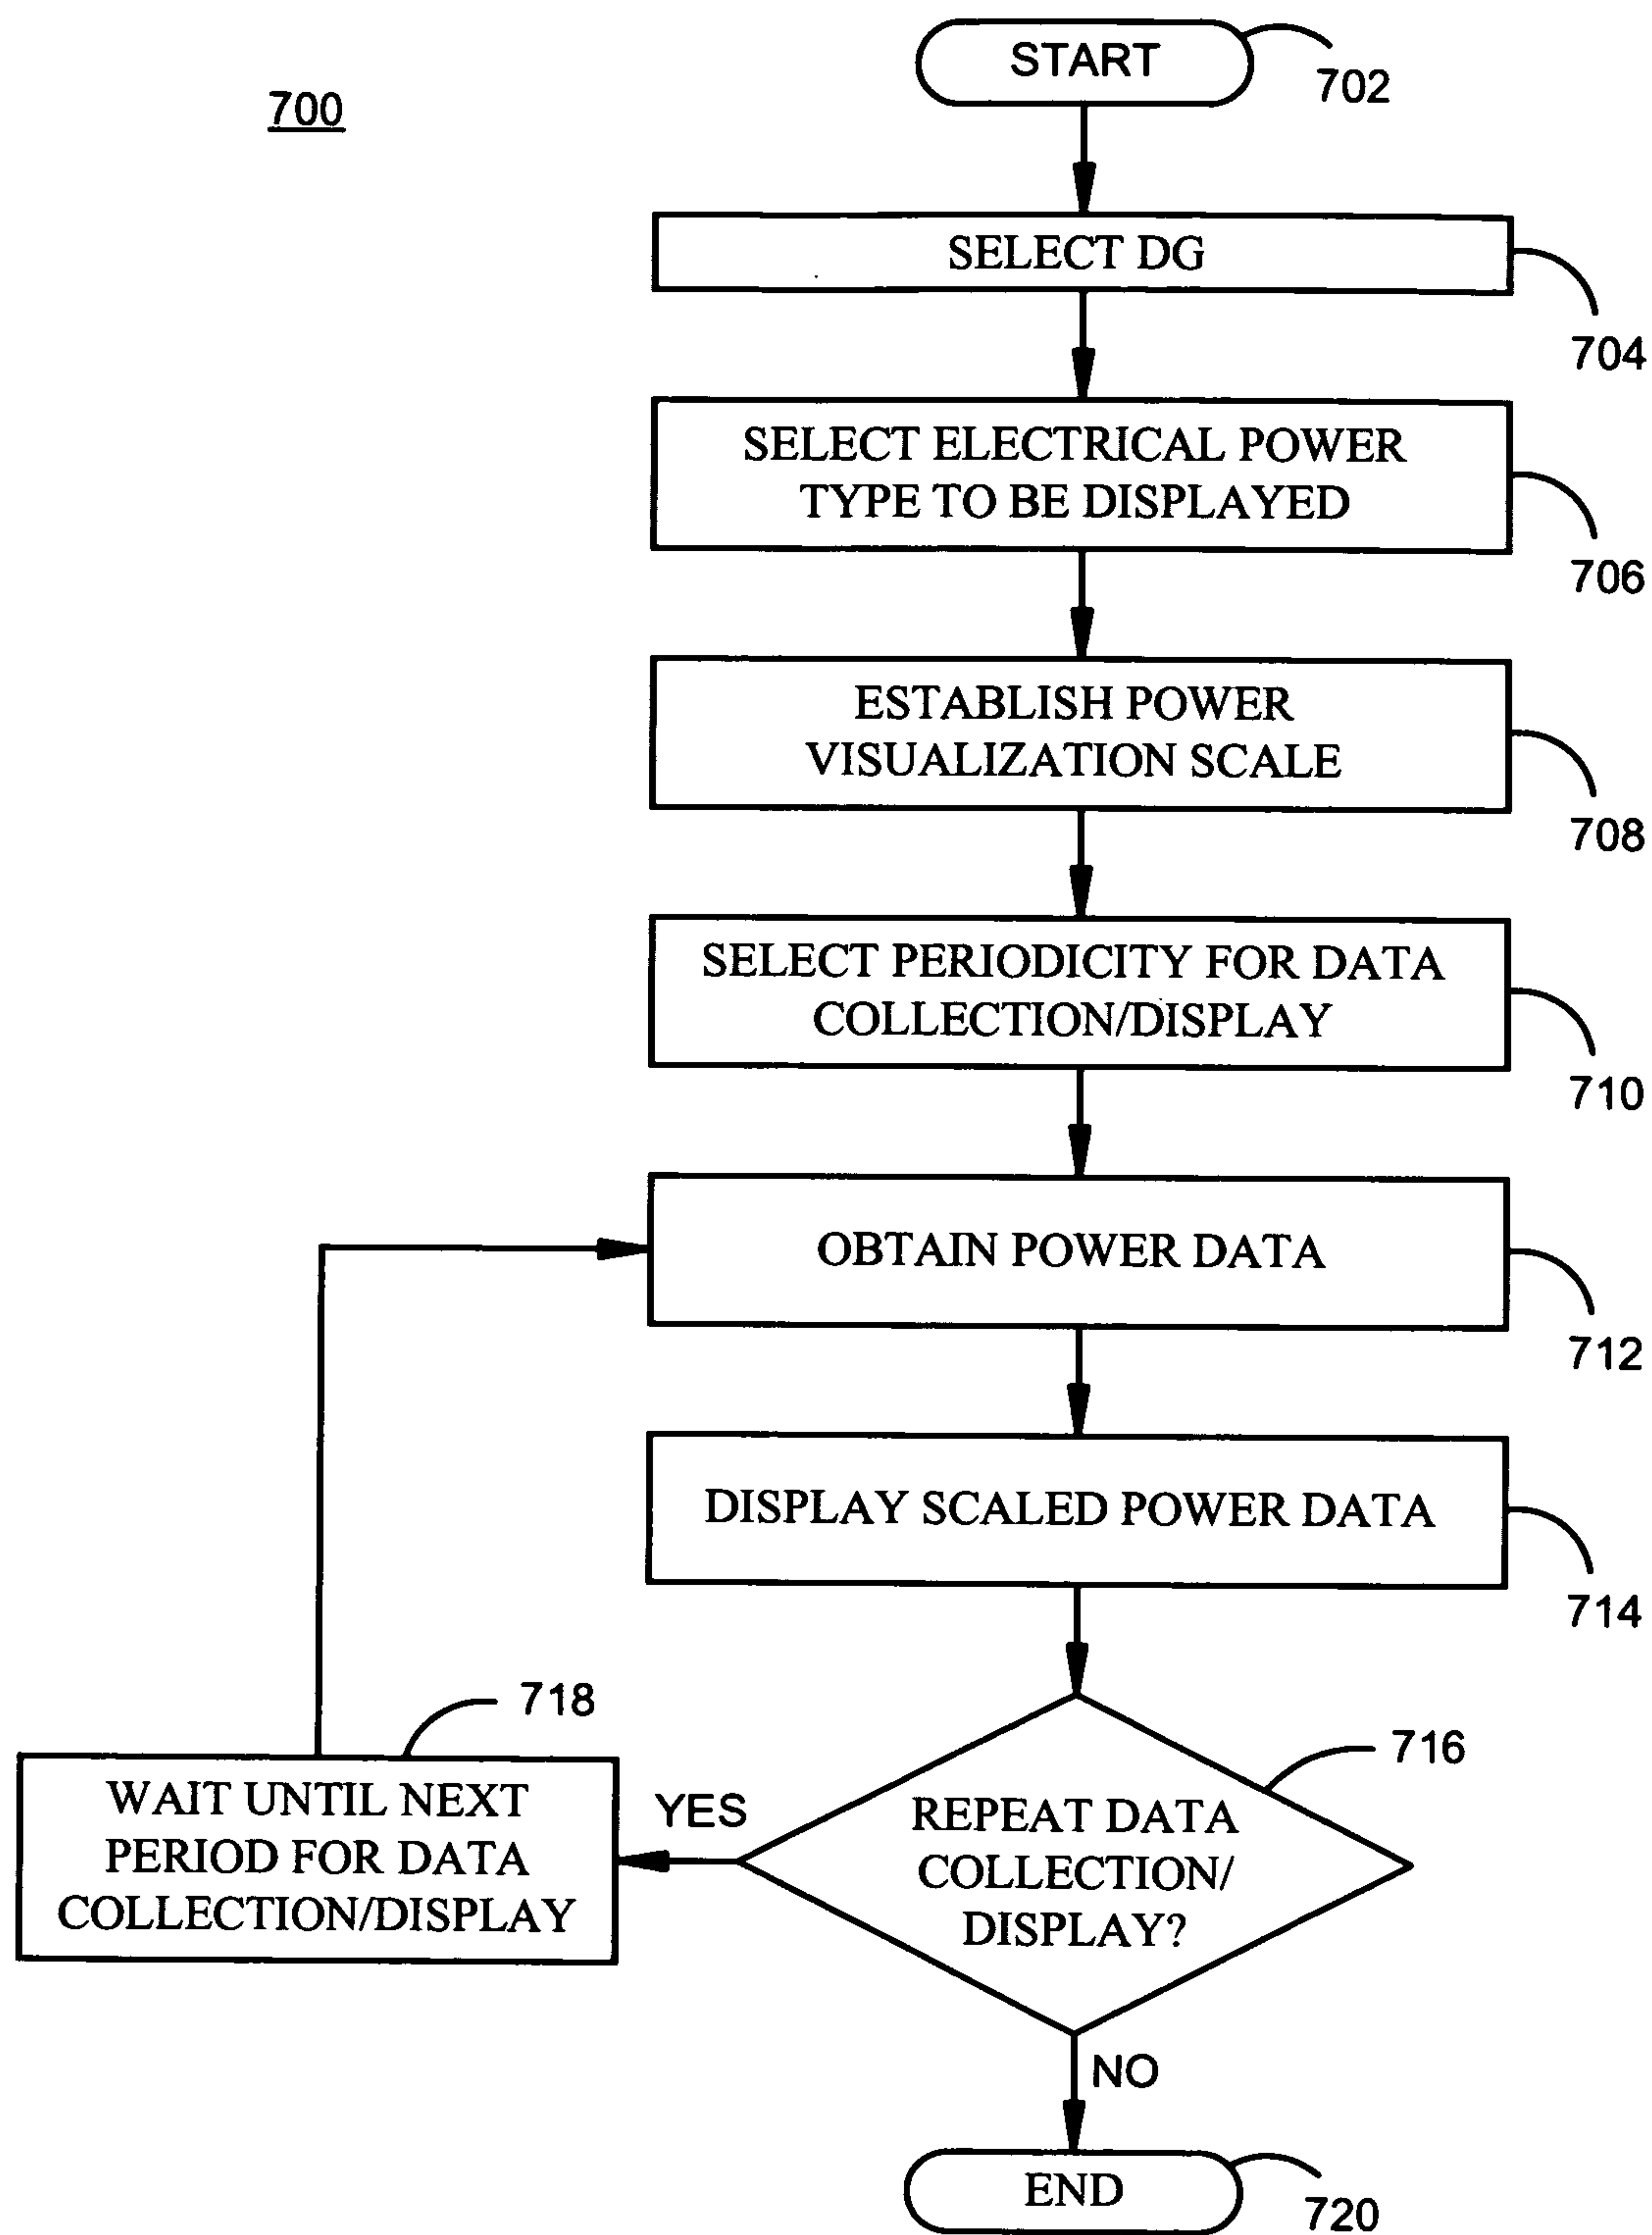 700
START
702
SELECT DG
704
SELECT ELECTRICAL POWER
TYPE TO BE DISPLAYED
706
ESTABLISH POWER
VISUALIZATION SCALE
708
SELECT PERIODICITY FOR DATA
COLLECTION/DISPLAY
710
OBTAIN POWER DATA
712
DISPLAY SCALED POWER DATA
714
718
WAIT UNTIL NEXT
PERIOD FOR DATA
COLLECTION/DISPLAY
YES
716
REPEAT DATA
COLLECTION/
DISPLAY?
NO
END
720